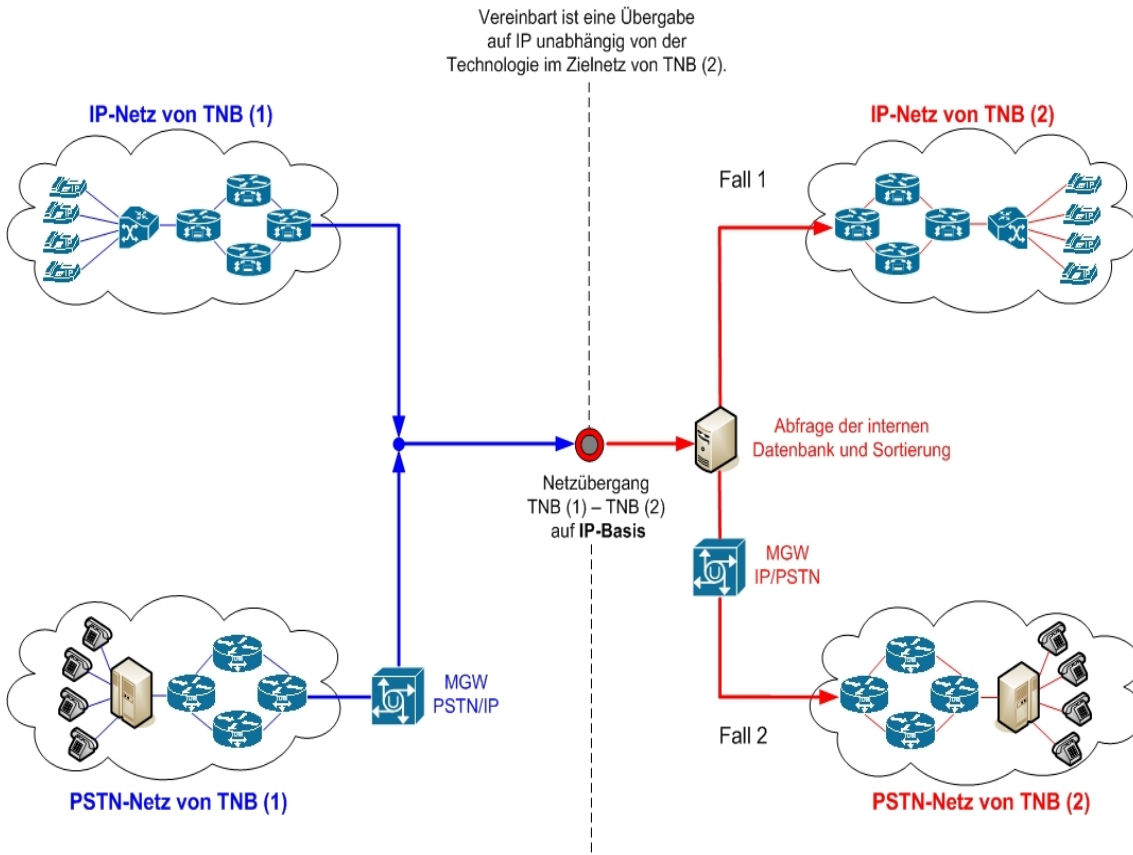 Vereinbart ist eine Übergabe
auf IP unabhängig von der
Technologie im Zielnetz von TNB (2).
IP-Netz von TNB (1)
IP-Netz von TNB (2)
Fall 1
Abfrage der internen
Datenbank und Sortierung
Netzübergang
TNB (1) – TNB (2)
auf IP-Basis
MGW
IP/PSTN
MGW
PSTN/IP
Fall 2
PSTN-Netz von TNB (1)
PSTN-Netz von TNB (2)